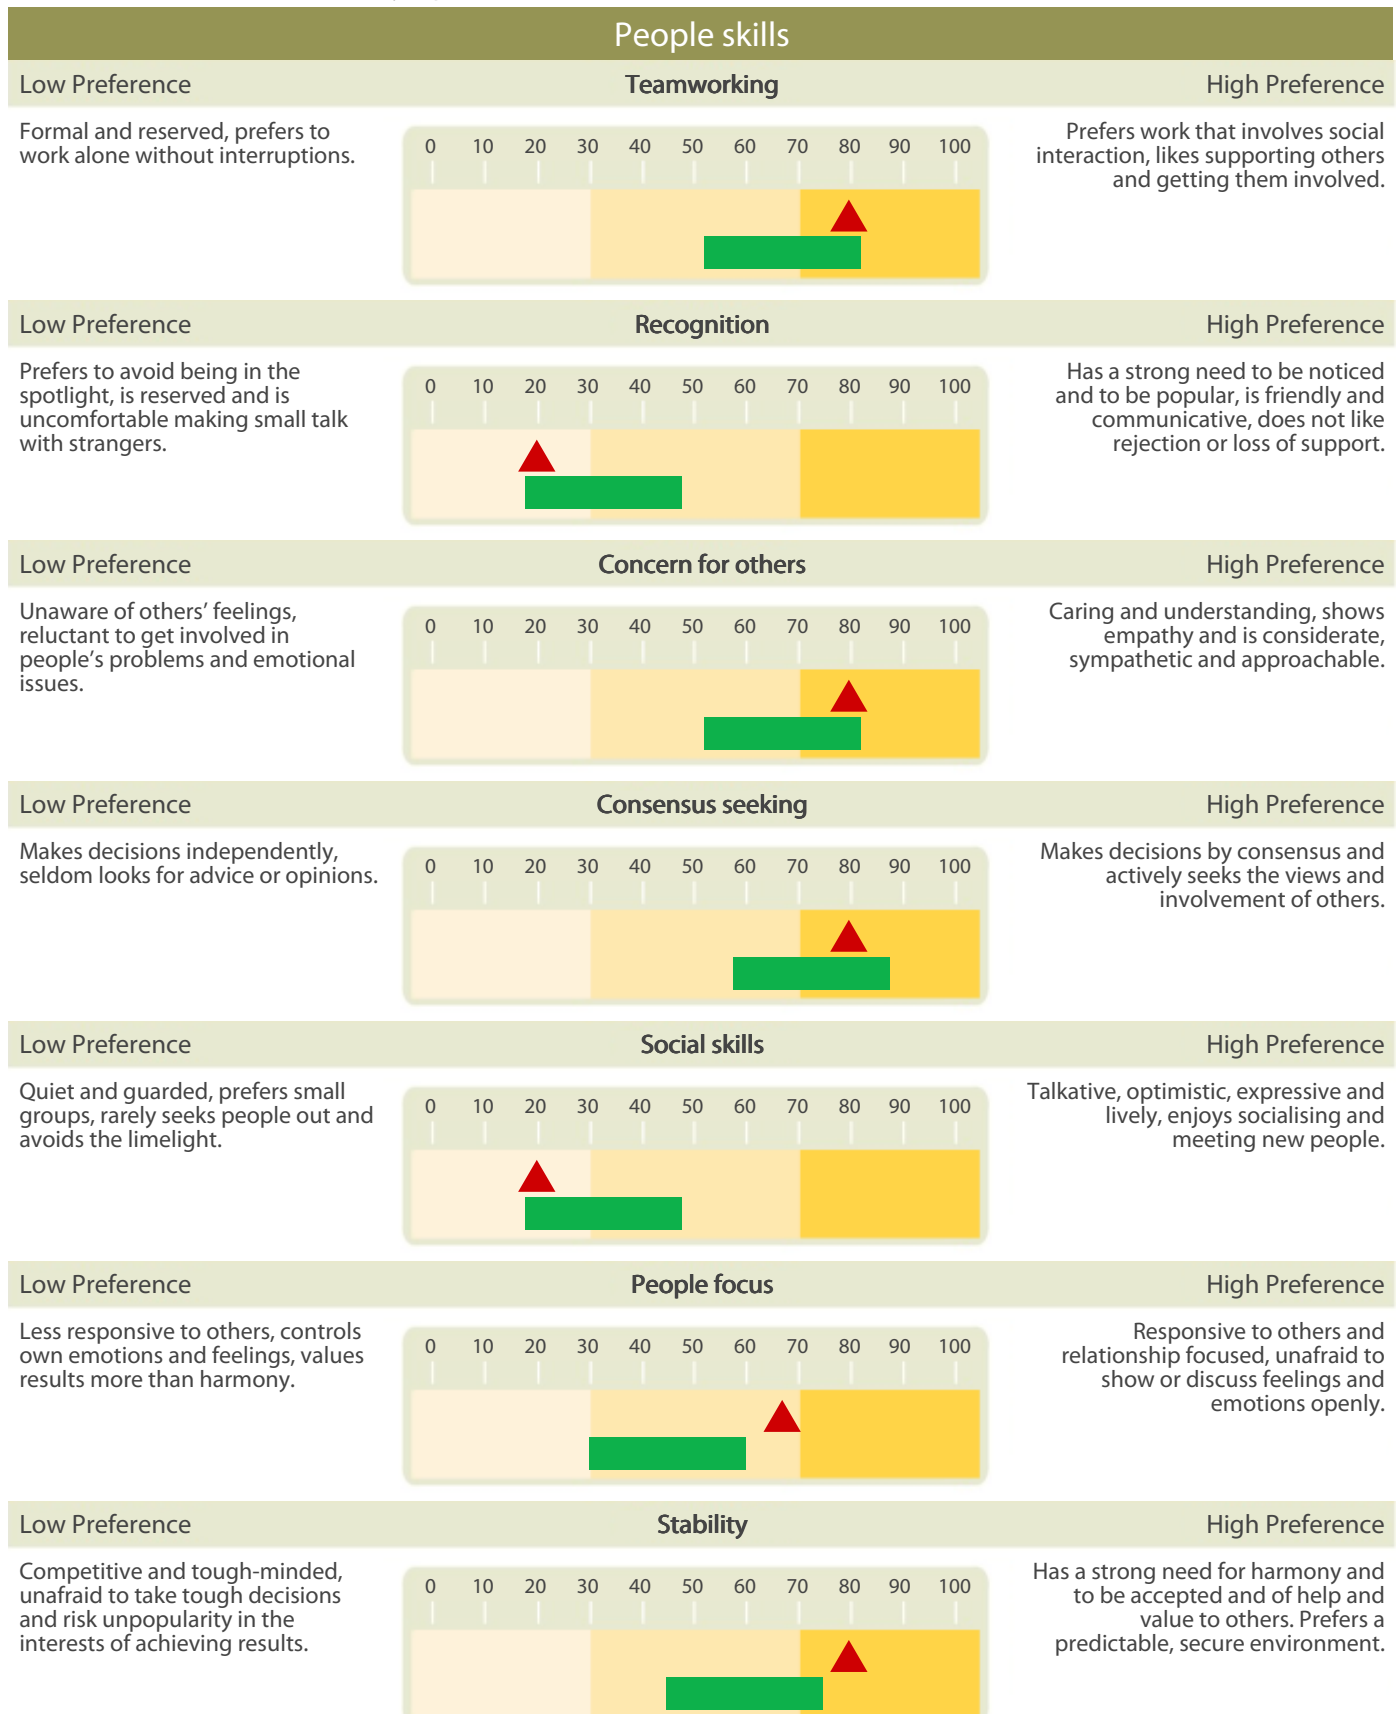 People skills
Low Preference Teamworking High Preference
Formal and reserved, prefers to
work alone without interruptions.
0 10 20 30 40 50 60 70 80 90 100
Prefers work that involves social
interaction, likes supporting others
and getting them involved.
Low Preference Recognition High Preference
Prefers to avoid being in the
spotlight, is reserved and is
uncomfortable making small talk
with strangers.
0 10 20 30 40 50 60 70 80 90 100
Has a strong need to be noticed
and to be popular, is friendly and
communicative, does not like
rejection or loss of support.
Low Preference Concern for others High Preference
Unaware of others’ feelings,
reluctant to get involved in
people’s problems and emotional
issues.
0 10 20 30 40 50 60 70 80 90 100
Caring and understanding, shows
empathy and is considerate,
sympathetic and approachable.
Low Preference Consensus seeking High Preference
Makes decisions independently,
seldom looks for advice or opinions.
0 10 20 30 40 50 60 70 80 90 100
Makes decisions by consensus and
actively seeks the views and
involvement of others.
Low Preference Social skills High Preference
Quiet and guarded, prefers small
groups, rarely seeks people out and
avoids the limelight.
0 10 20 30 40 50 60 70 80 90 100
Talkative, optimistic, expressive and
lively, enjoys socialising and
meeting new people.
Low Preference People focus High Preference
Less responsive to others, controls
own emotions and feelings, values
results more than harmony.
0 10 20 30 40 50 60 70 80 90 100
Responsive to others and
relationship focused, unafraid to
show or discuss feelings and
emotions openly.
Low Preference Stability High Preference
Competitive and tough-minded,
unafraid to take tough decisions
and risk unpopularity in the
interests of achieving results.
0 10 20 30 40 50 60 70 80 90 100
Has a strong need for harmony and
to be accepted and of help and
value to others. Prefers a
predictable, secure environment.